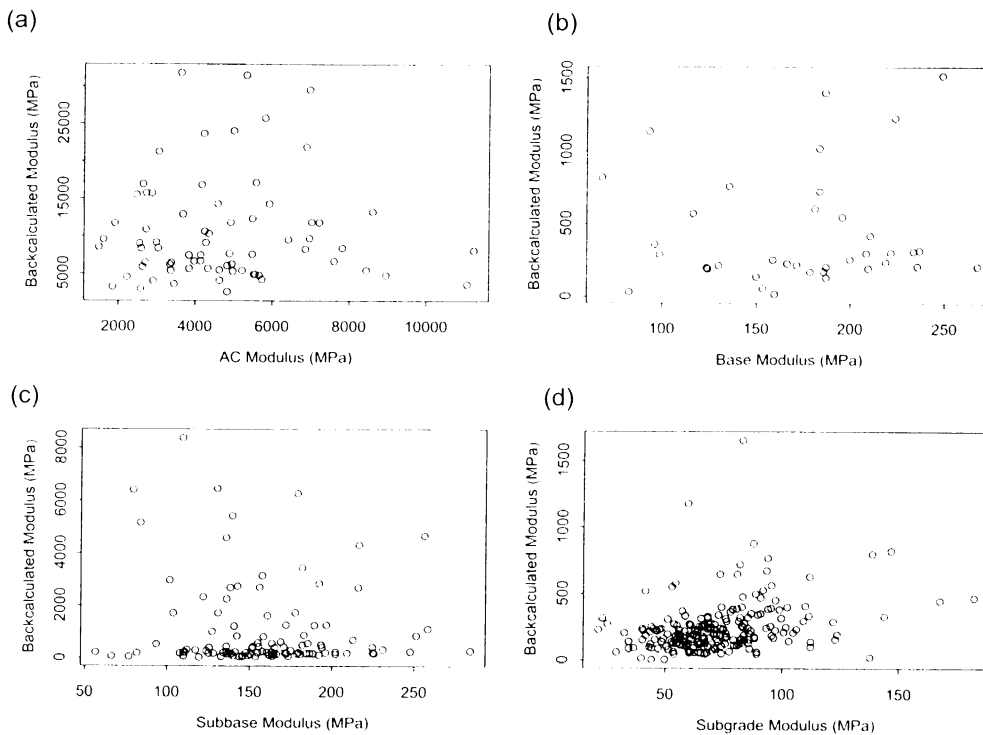 (a)
Backcalculated Modulus (MPa)
25000
15000
5000
2000 4000 6000 8000 10000
AC Modulus (MPa)
(b)
Backcalculated Modulus (MPa)
1500
1000
500
0
100 150 200 250
Base Modulus (MPa)
(c)
Backcalculated Modulus (MPa)
8000
6000
4000
2000
0
50 100 150 200 250
Subbase Modulus (MPa)
(d)
Backcalculated Modulus (MPa)
1500
1000
500
0
50 100 150
Subgrade Modulus (MPa)